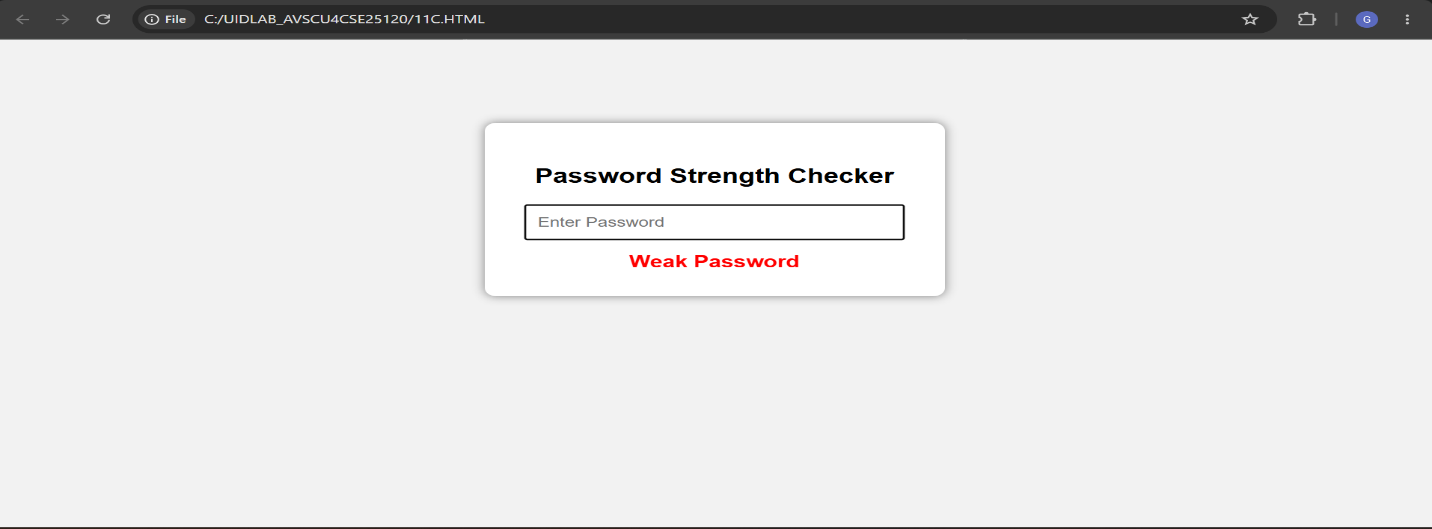 File C:/UIDLAB_AVSCU4CSE25120/11C.HTML G
Password Strength Checker
Enter Password
Weak Password